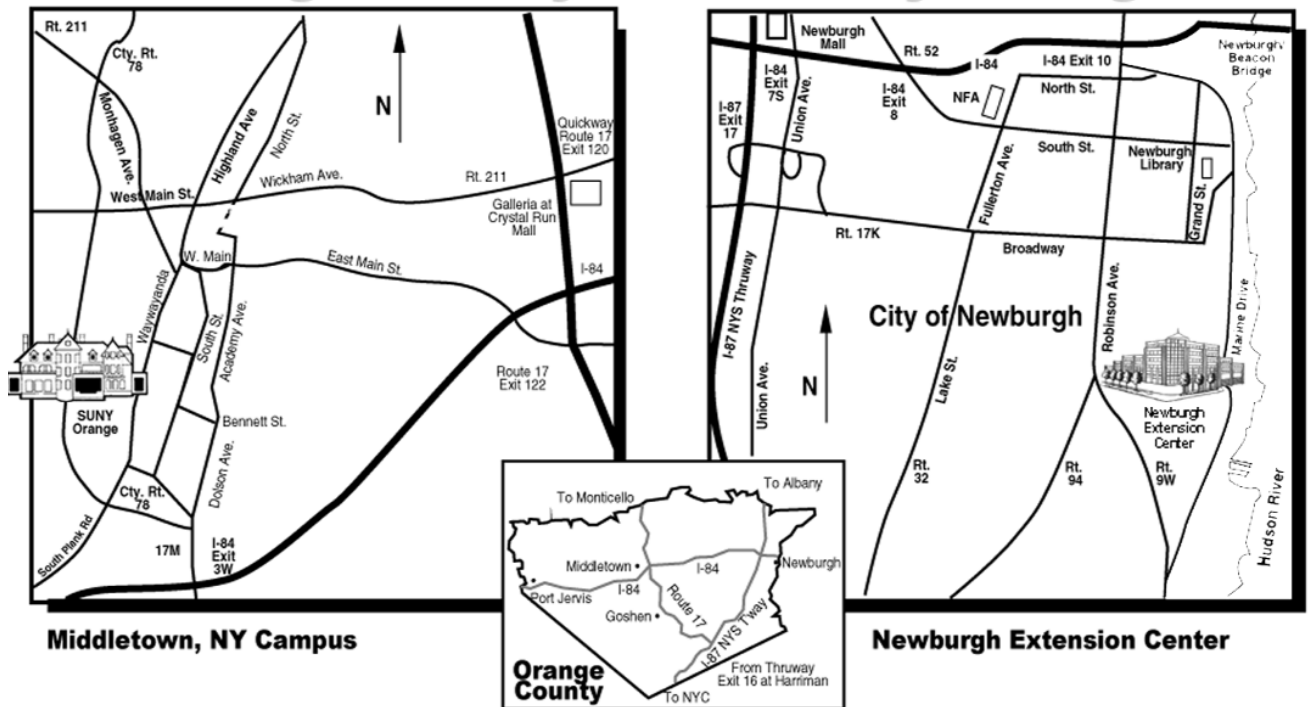 Rt. 211
Cty. Rt.
78
Monhagen Ave.
Highland Ave
North St.
N
Quickway
Route 17
Exit 120
West Main St.
Wickham Ave.
Rt. 211
Galleria at
Crystal Run
Mall
W. Main
East Main St.
I-84
Waywayanda
South St.
Academy Ave.
Route 17
Exit 122
SUNY
Orange
Bennett St.
Dolson Ave.
Cty. Rt.
78
South Plank Rd
17M
I-84
Exit
3W
Middletown, NY Campus
Newburgh
Mall
Rt. 52
I-84
I-84 Exit 10
Newburgh/
Beacon
Bridge
I-84
Exit
7S
Union Ave.
I-84
Exit
8
NFA
North St.
I-87
Exit
17
South St.
Newburgh
Library
Fullerton Ave.
Grand St.
Rt. 17K
Broadway
I-87 NYS Thruway
City of Newburgh
Robinson Ave.
Marine Drive
N
Lake St.
Union Ave.
Newburgh
Extension
Center
Rt.
32
Rt.
94
Rt.
9W
Hudson River
Newburgh Extension Center
To Monticello
To Albany
Middletown
I-84
Newburgh
Port Jervis
I-84
Goshen
Route 17
I-87 NYS T'way
Orange
County
From Thruway
Exit 16 at Harriman
To NYC